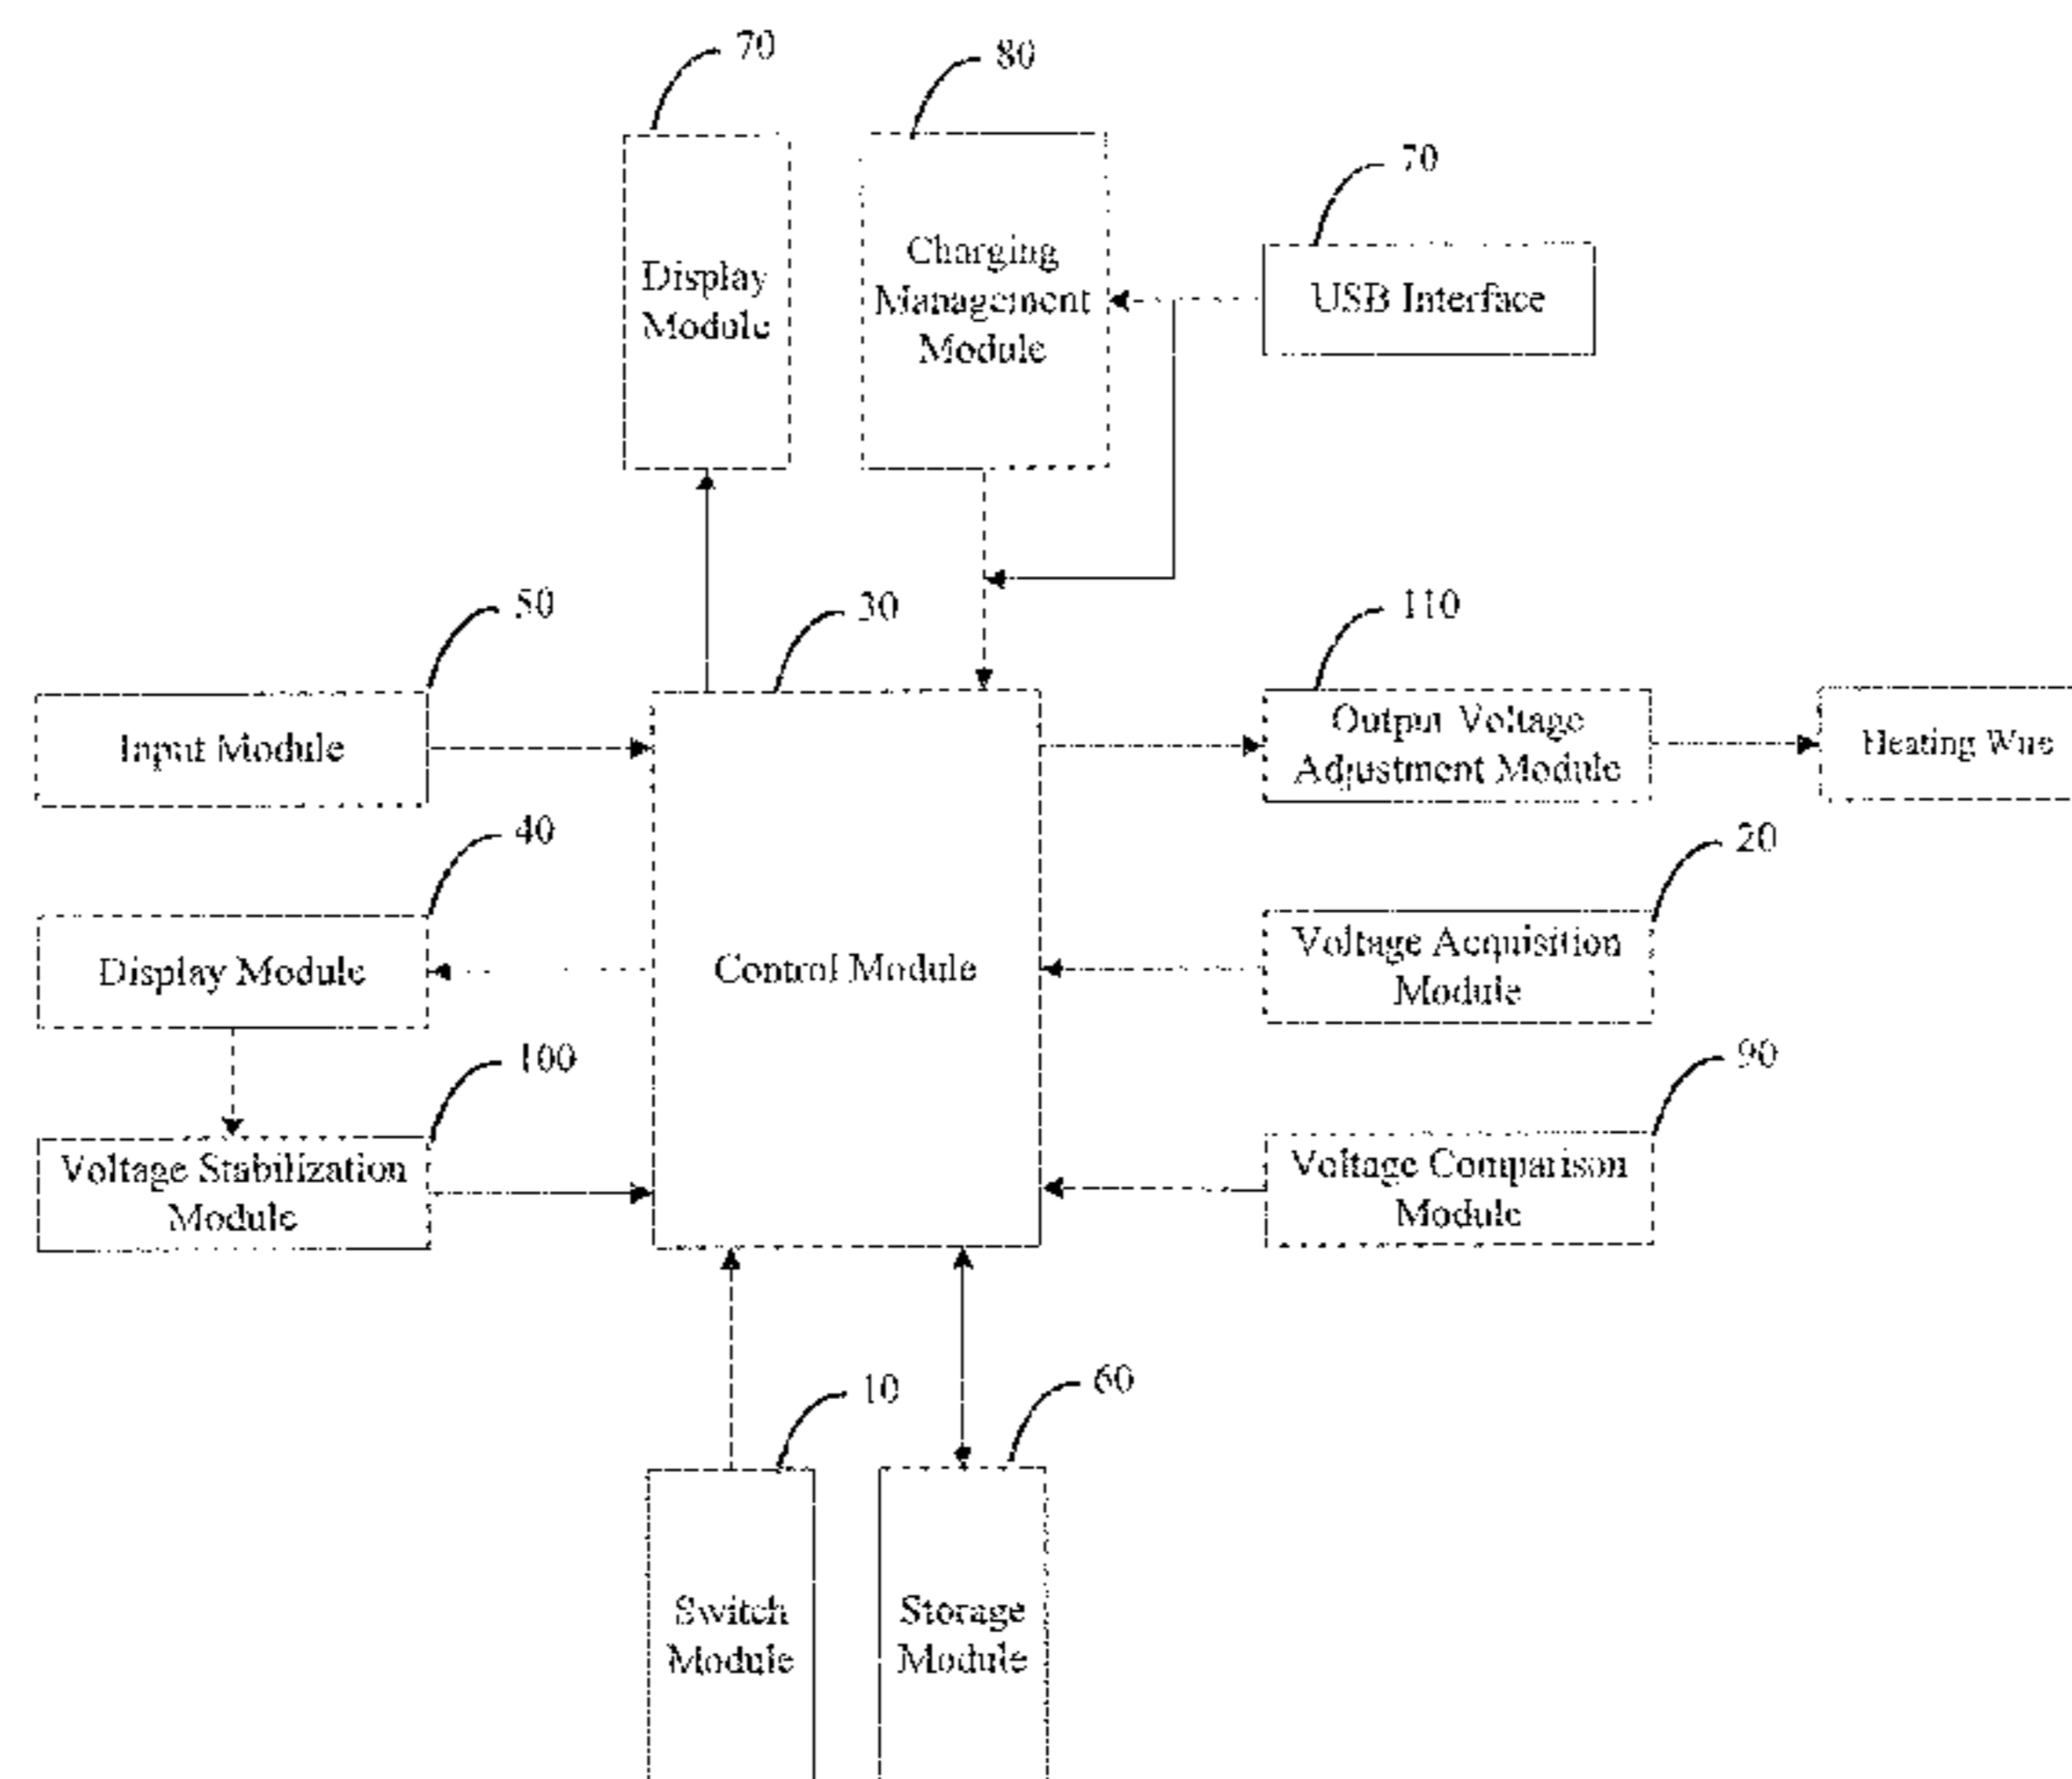 70
80
70
Display
Module
Charging
Management
Module
USB Interface
50
30
110
Input Module
Output Voltage
Adjustment Module
Heating Wire
40
20
Display Module
Control Module
Voltage Acquisition
Module
100
90
Voltage Stabilization
Module
Voltage Comparison
Module
10
60
Switch
Module
Storage
Module